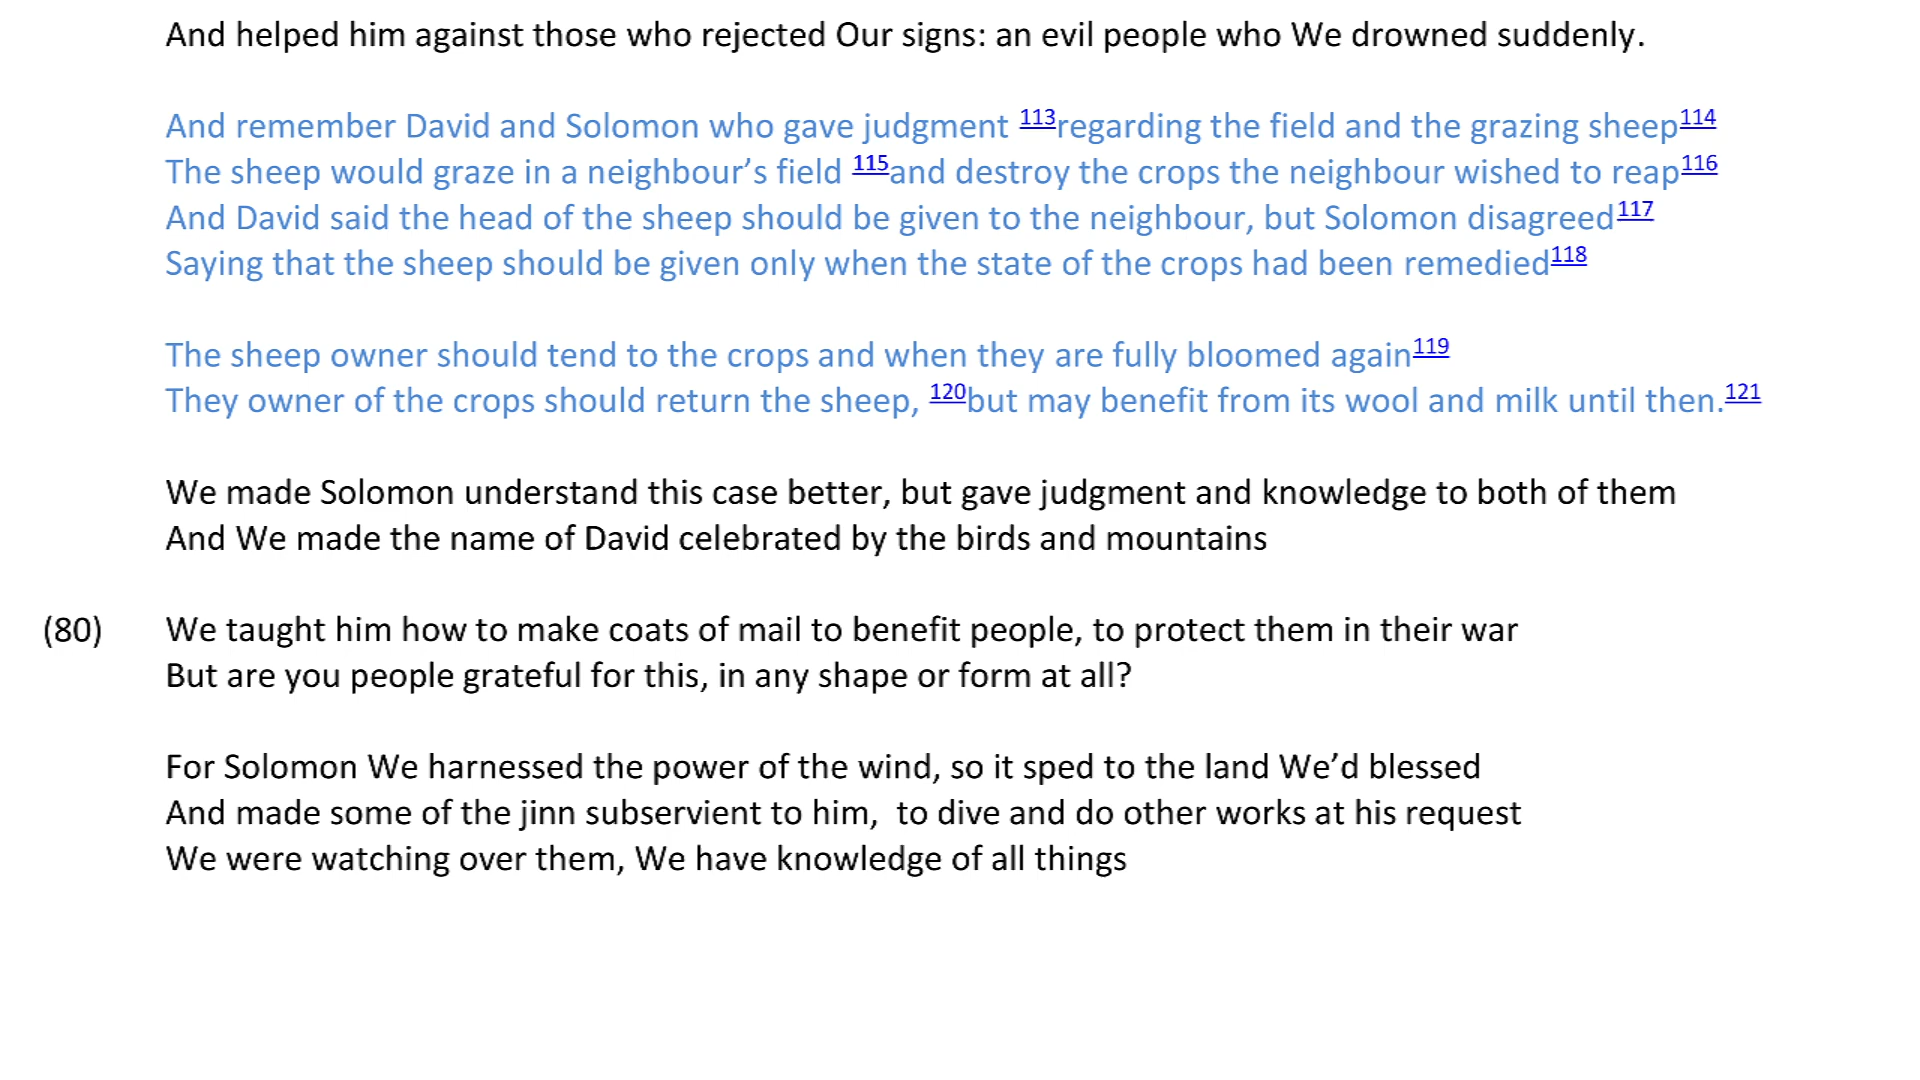 And helped him against those who rejected Our signs: an evil people who We drowned suddenly.
And remember David and Solomon who gave judgment 113regarding the field and the grazing sheep114
The sheep would graze in a neighbour’s field 115and destroy the crops the neighbour wished to reap116
And David said the head of the sheep should be given to the neighbour, but Solomon disagreed117
Saying that the sheep should be given only when the state of the crops had been remedied118
The sheep owner should tend to the crops and when they are fully bloomed again119
They owner of the crops should return the sheep, 120but may benefit from its wool and milk until then.121
We made Solomon understand this case better, but gave judgment and knowledge to both of them
And We made the name of David celebrated by the birds and mountains
(80) We taught him how to make coats of mail to benefit people, to protect them in their war
But are you people grateful for this, in any shape or form at all?
For Solomon We harnessed the power of the wind, so it sped to the land We’d blessed
And made some of the jinn subservient to him,  to dive and do other works at his request
We were watching over them, We have knowledge of all things